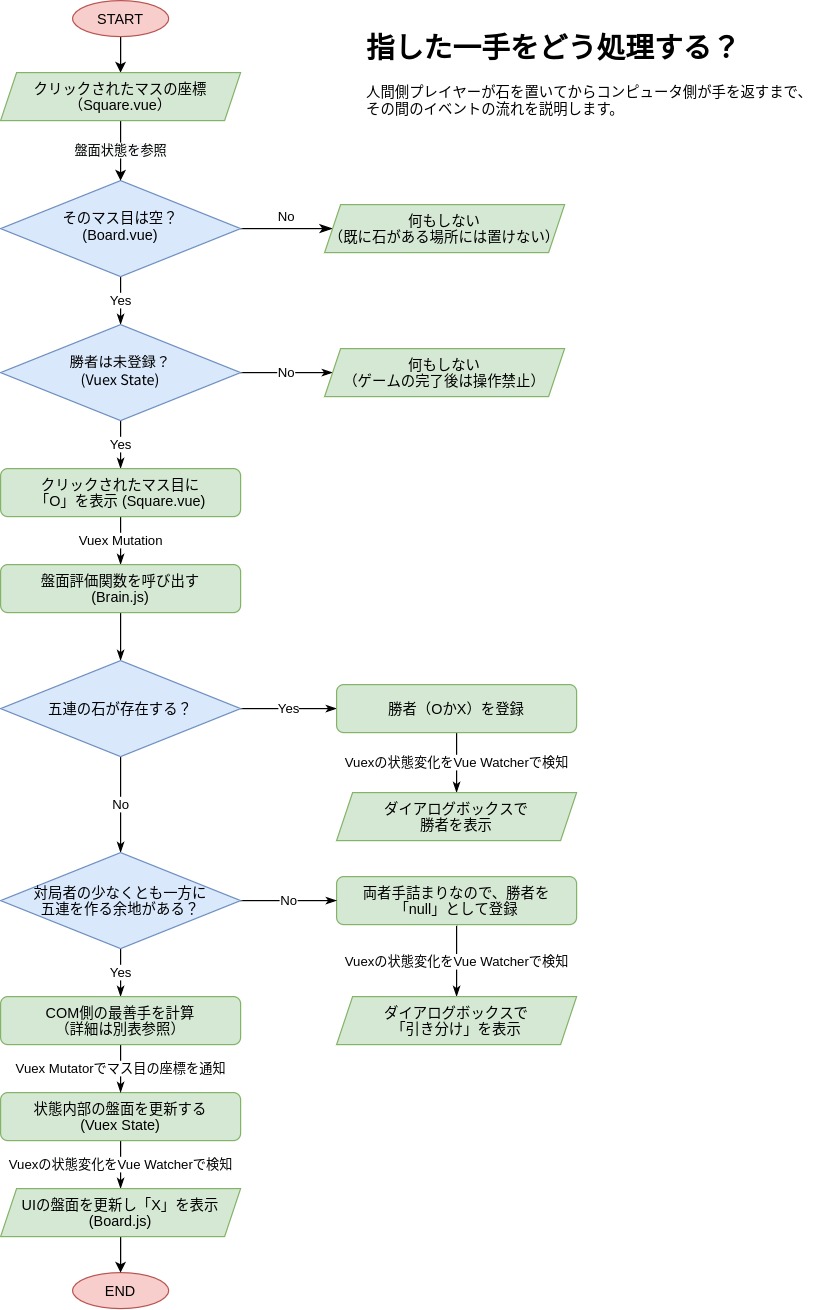 START
指した一手をどう処理する？
人間側プレイヤーが石を置いてからコンピュータ側が手を返すまで、
その間のイベントの流れを説明します。
クリックされたマスの座標
（Square.vue）
盤面状態を参照
そのマス目は空？
(Board.vue)
No
何もしない
（既に石がある場所には置けない）
Yes
勝者は未登録？
(Vuex State)
No
何もしない
（ゲームの完了後は操作禁止）
Yes
クリックされたマス目に
「O」を表示 (Square.vue)
Vuex Mutation
盤面評価関数を呼び出す
(Brain.js)
五連の石が存在する？
Yes
勝者（OかX）を登録
Vuexの状態変化をVue Watcherで検知
ダイアログボックスで
勝者を表示
No
対局者の少なくとも一方に
五連を作る余地がある？
No
両者手詰まりなので、勝者を
「null」として登録
Vuexの状態変化をVue Watcherで検知
ダイアログボックスで
「引き分け」を表示
Yes
COM側の最善手を計算
（詳細は別表参照）
Vuex Mutatorでマス目の座標を通知
状態内部の盤面を更新する
(Vuex State)
Vuexの状態変化をVue Watcherで検知
UIの盤面を更新し「X」を表示
(Board.js)
END